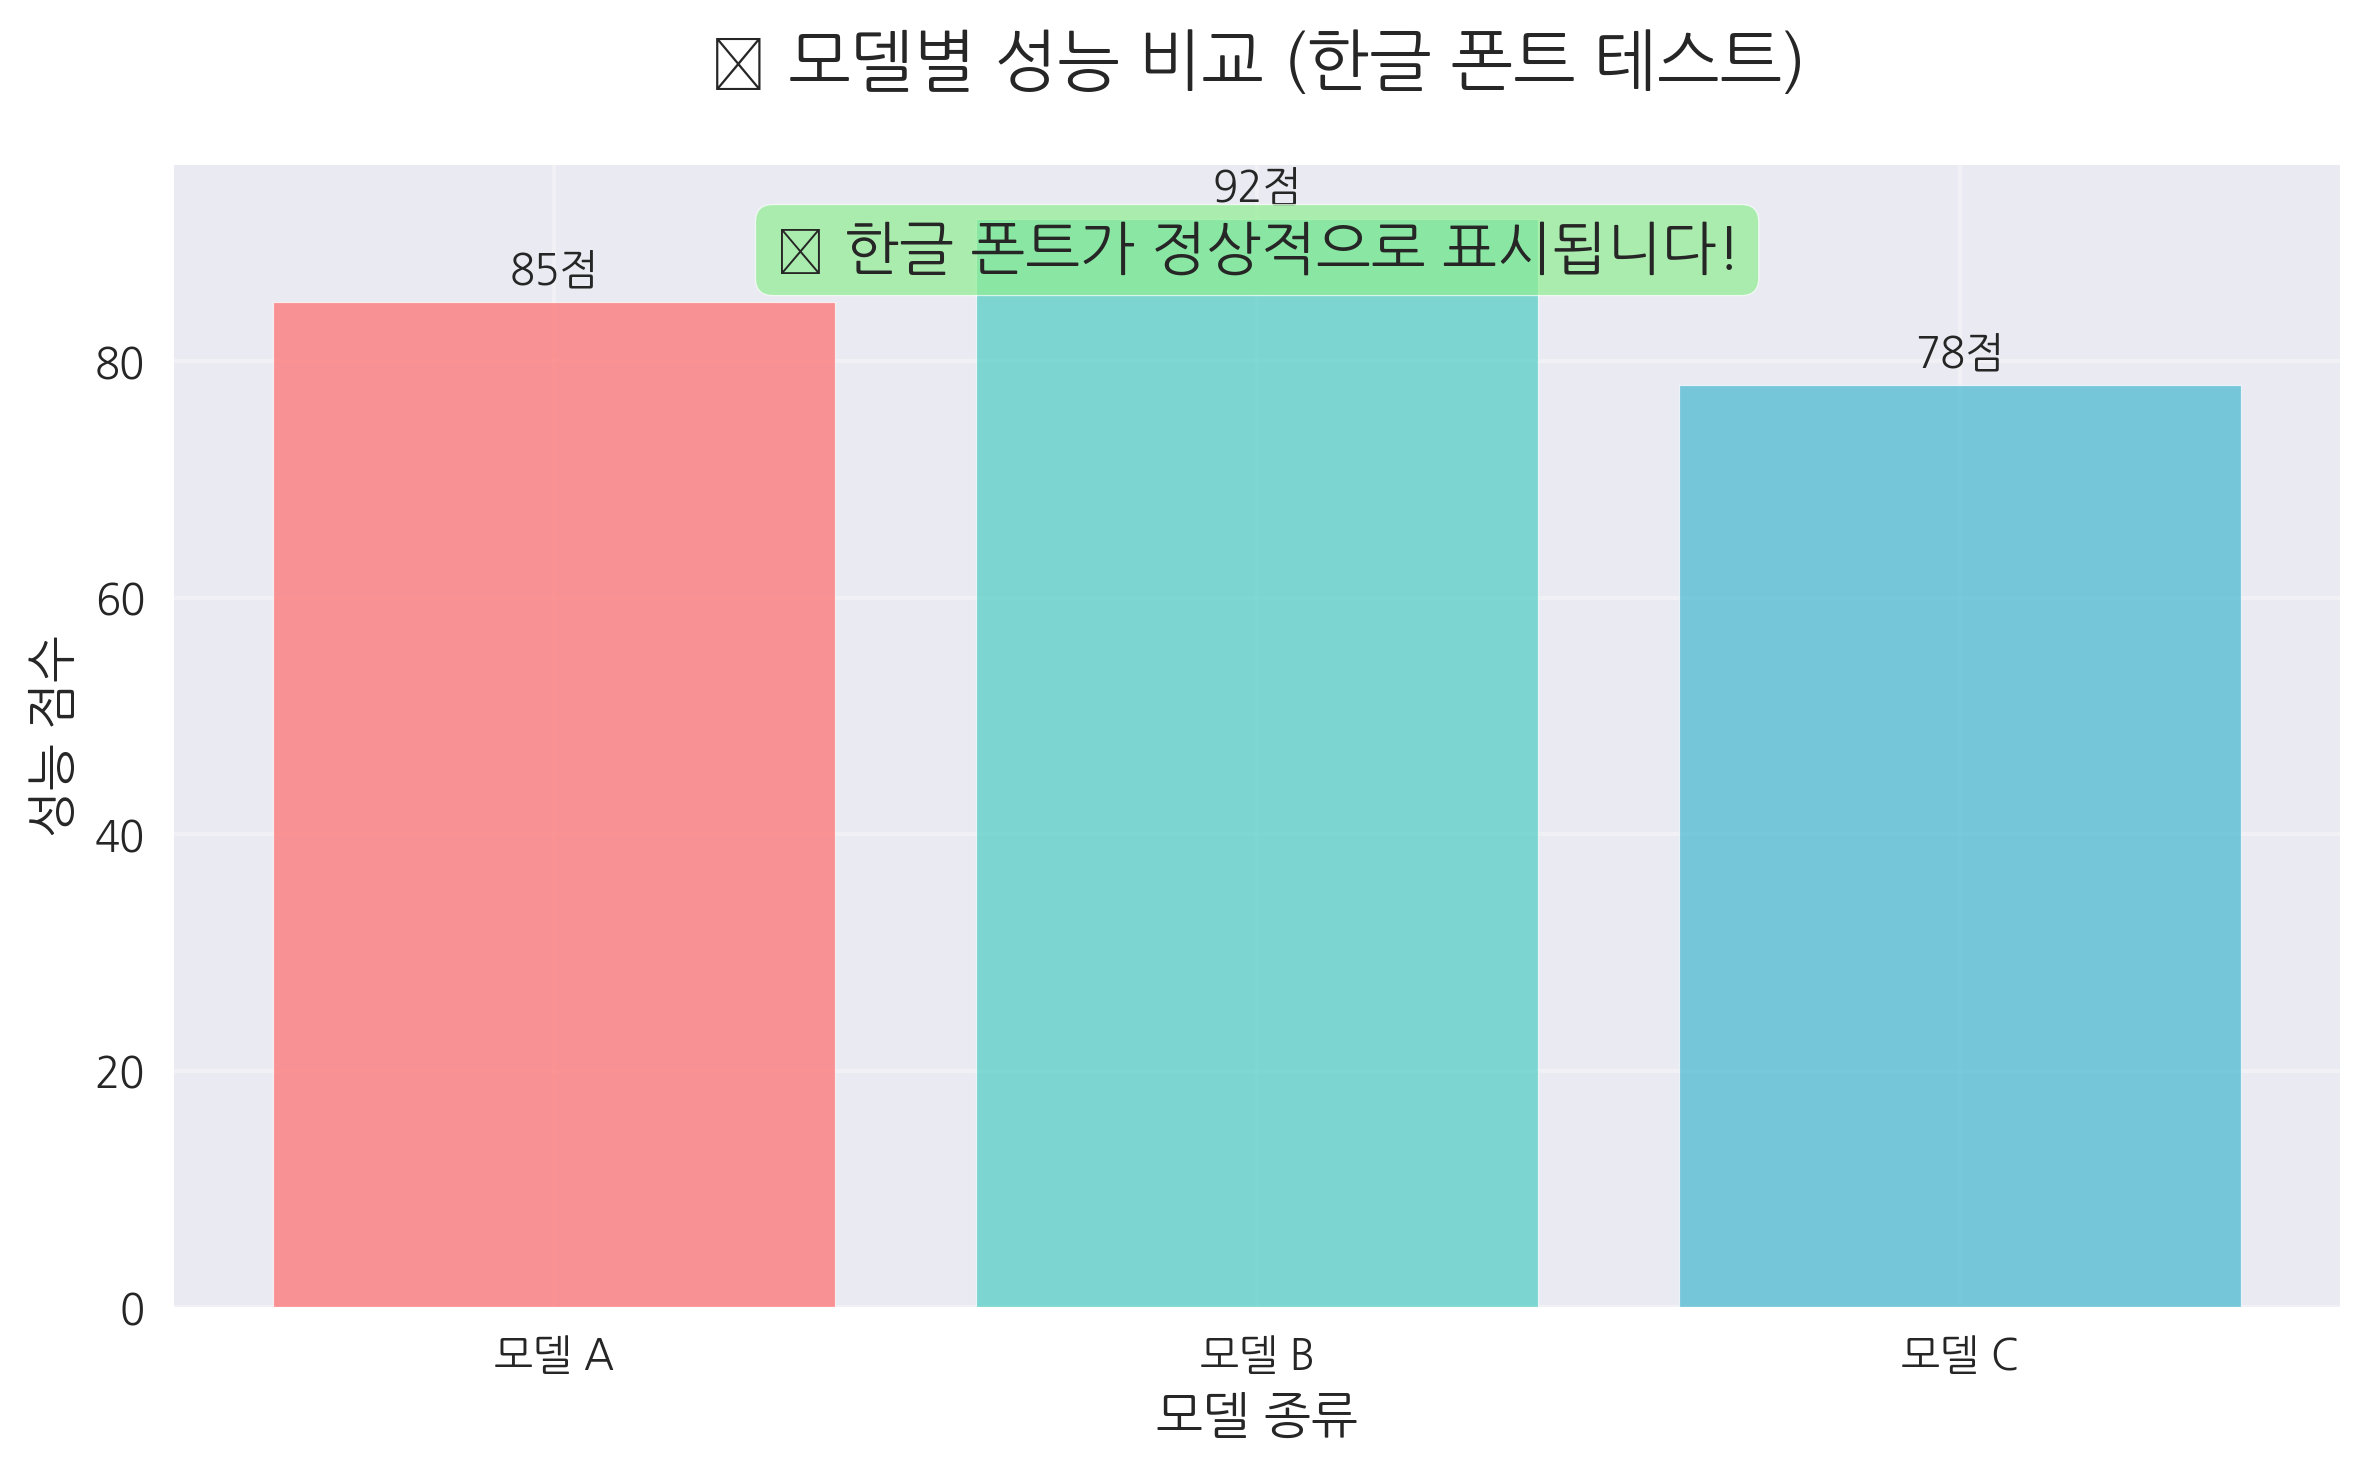 모델별 성능 비교 (한글 폰트 테스트)
92점
한글 폰트가 정상적으로 표시됩니다!
85점
78점
80
60
40
20
0
성능 점수
모델 A
모델 B
모델 C
모델 종류